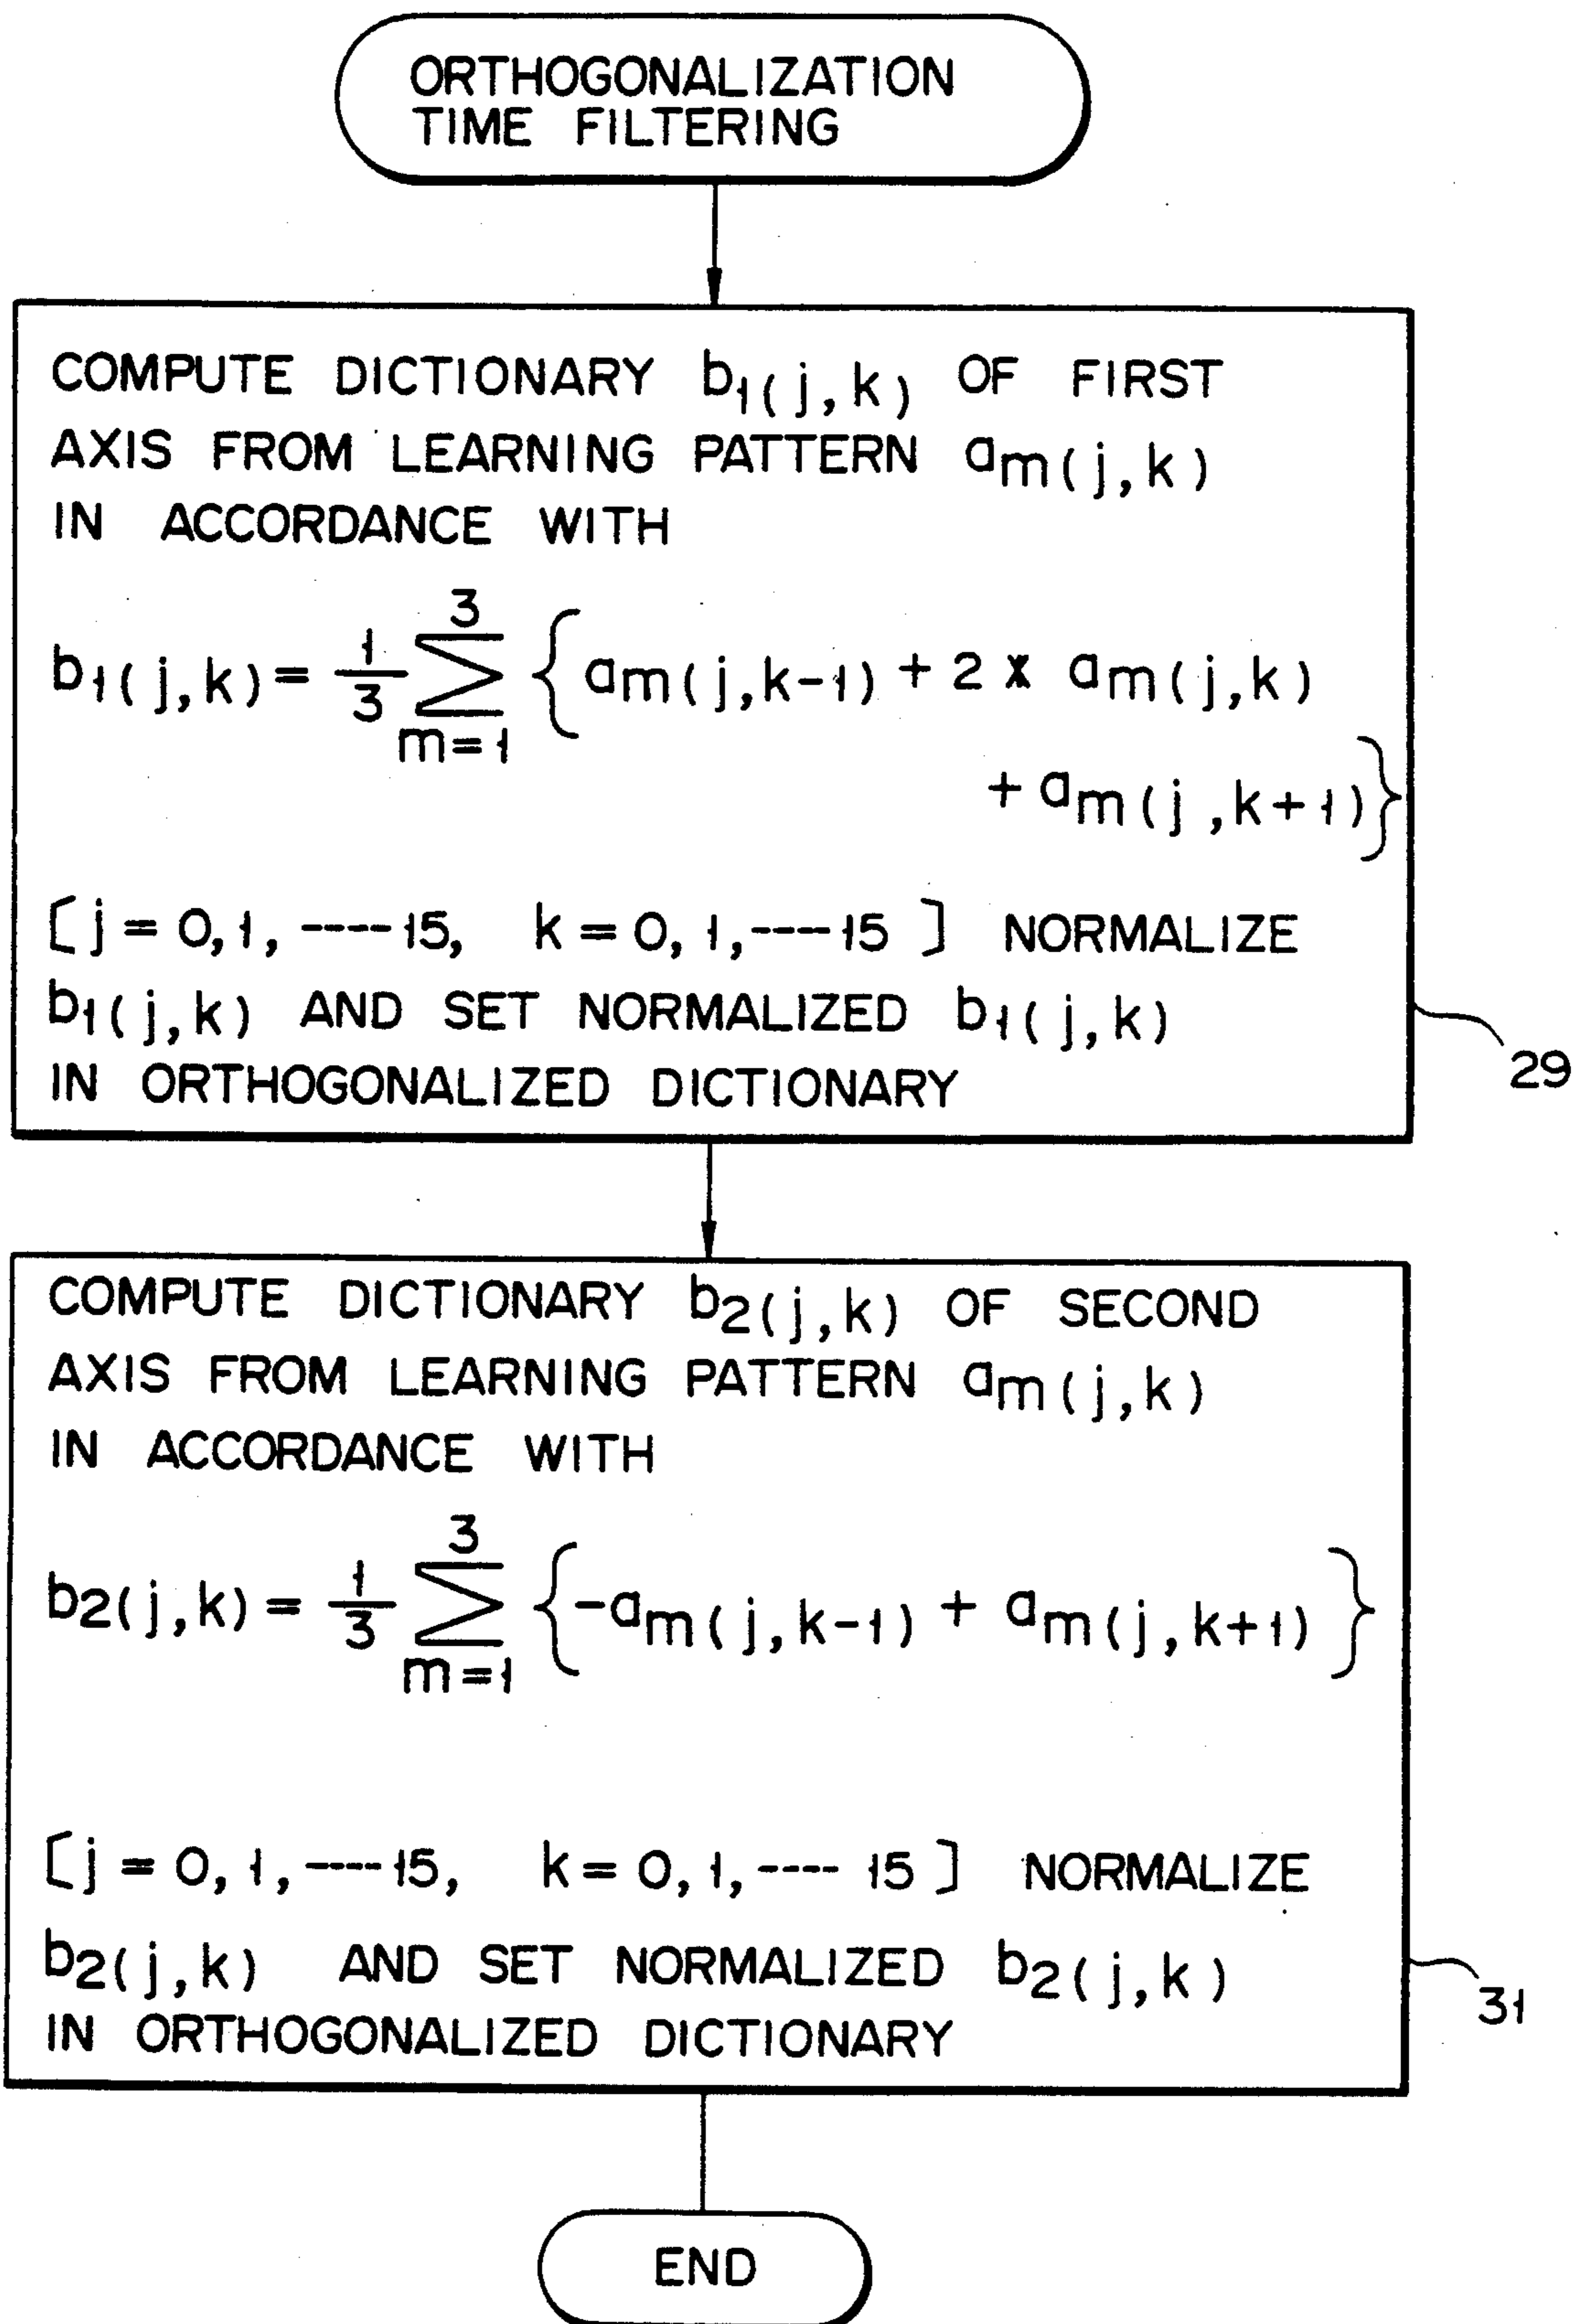 ORTHOGONALIZATION
TIME FILTERING
COMPUTE DICTIONARY b₁(j,k) OF FIRST
AXIS FROM LEARNING PATTERN aₘ(j,k)
IN ACCORDANCE WITH
3
b₁(j,k) = 1/3 Σ { aₘ(j,k-1) + 2 × aₘ(j,k)
m=1
+ aₘ(j,k+1)}
[j = 0,1, ----15, k = 0,1,----15 ] NORMALIZE
b₁(j,k) AND SET NORMALIZED b₁(j,k)
IN ORTHOGONALIZED DICTIONARY
29
COMPUTE DICTIONARY b₂(j,k) OF SECOND
AXIS FROM LEARNING PATTERN aₘ(j,k)
IN ACCORDANCE WITH
3
b₂(j,k) = 1/3 Σ {-aₘ(j,k-1) + aₘ(j,k+1)}
m=1
[j = 0,1,----15, k = 0,1,---- 15 ] NORMALIZE
b₂(j,k) AND SET NORMALIZED b₂(j,k)
IN ORTHOGONALIZED DICTIONARY
31
END